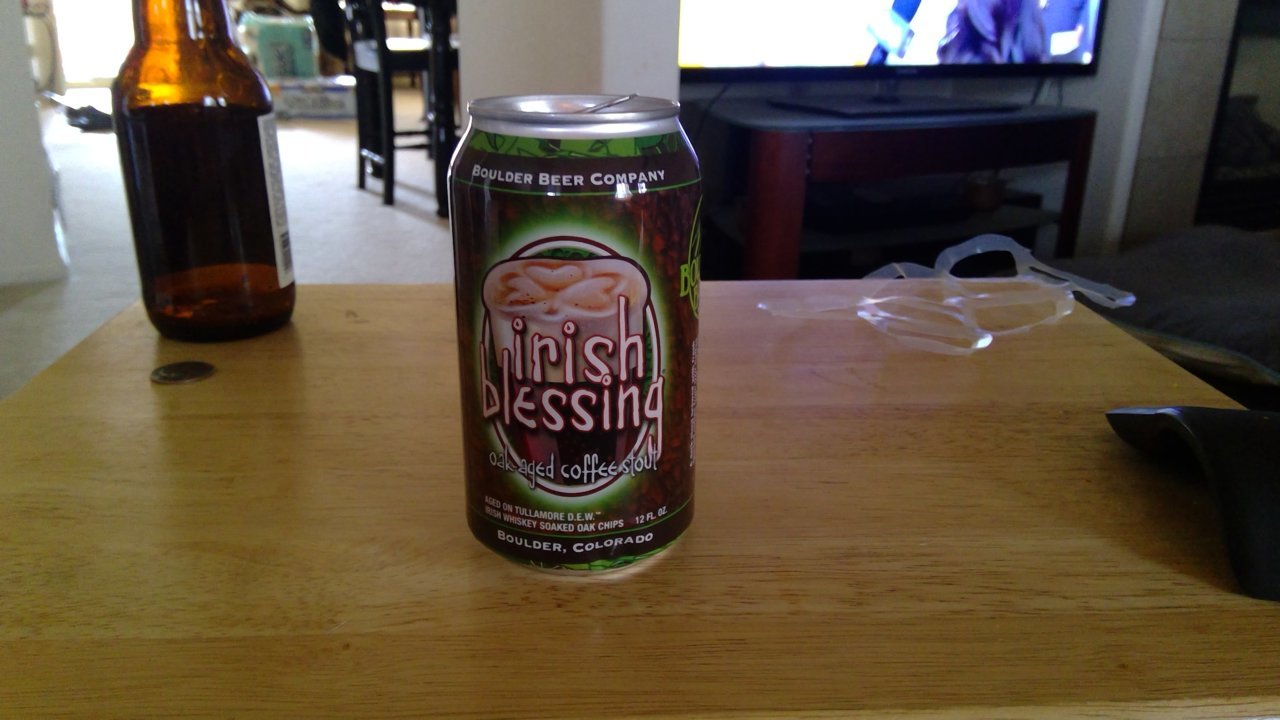 BOULDER BEER COMPANY
irish
blessing
oak-aged coffee stout
AGED ON TULLAMORE D.E.W.™
IRISH WHISKEY SOAKED OAK CHIPS 12 FL. OZ.
BOULDER, COLORADO